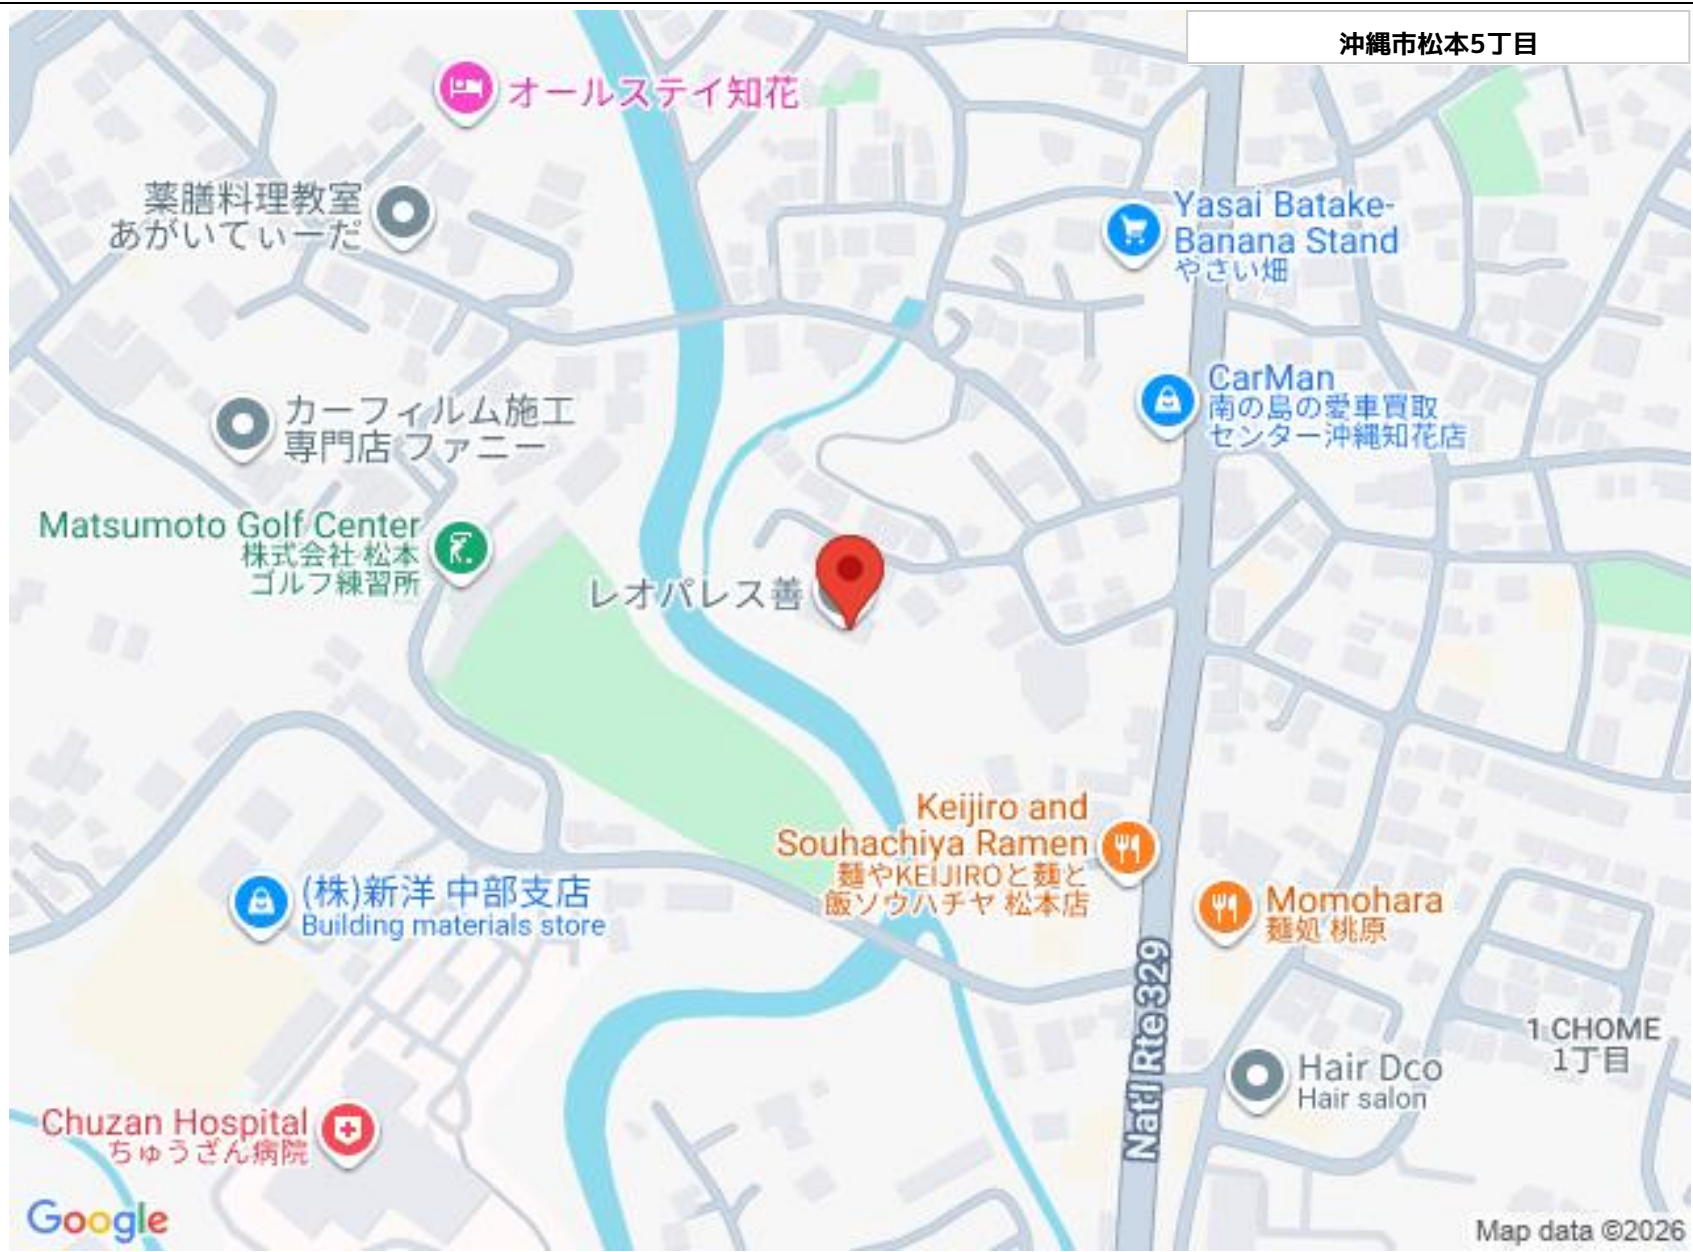 沖縄市松本5丁目
オールステイ知花
薬膳料理教室
あがいてぃーだ
Yasai Batake-
Banana Stand
やさい畑
CarMan
南の島の愛車買取
センター沖縄知花店
カーフィルム施工
専門店 ファニー
Matsumoto Golf Center
株式会社 松本
ゴルフ練習所
レオパレス善
Keijiro and
Souhachiya Ramen
麺やKEIJIROと麺と
飯ソウハチヤ 松本店
(株)新洋 中部支店
Building materials store
Momohara
麺処 桃原
Nat'l Rte 329
1 CHOME
1丁目
Hair Dco
Hair salon
Chuzan Hospital
ちゅうざん病院
Google
Map data ©2026